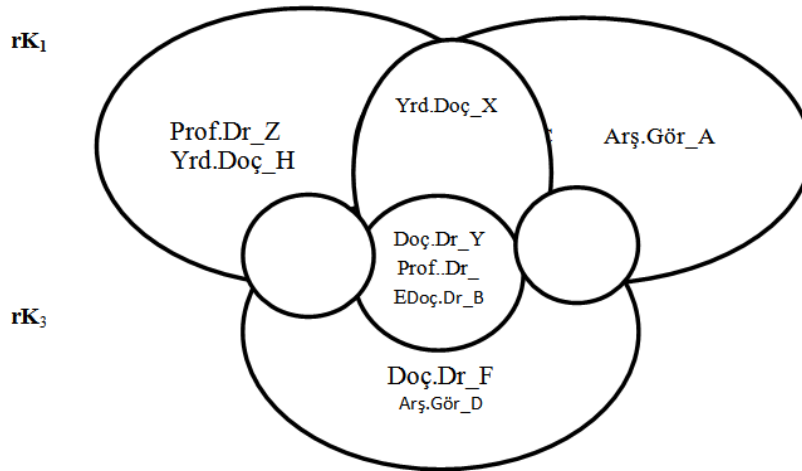 rK1
Yrd.Doç_X
Prof.Dr_Z
Yrd.Doç_H
Arş.Gör_A
Doç.Dr_Y
Prof..Dr_
EDoç.Dr_B
rK3
Doç.Dr_F
Arş.Gör_D